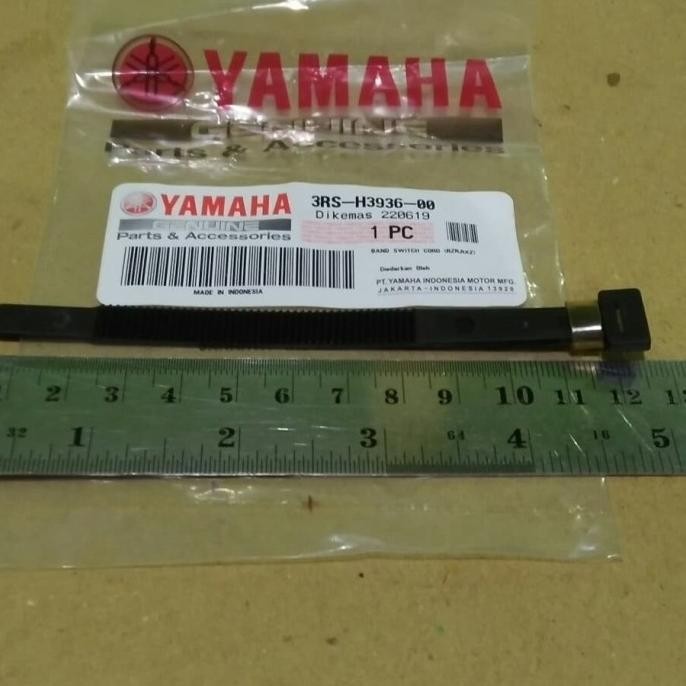 YAMAHA
GENUINE
Parts & Accessories
YAMAHA
GENUINE
Parts & Accessories
3RS-H3936-00
Dikemas 220619
1 PC
BAND SWITCH CORD
Diedarkan Oleh
PT. YAMAHA INDONESIA MOTOR MFG.
JAKARTA-INDONESIA 13920
MADE IN INDONESIA
2 3 4 5 6 7 8 9 10 11 12
32 1 2 3 64 4 16 5